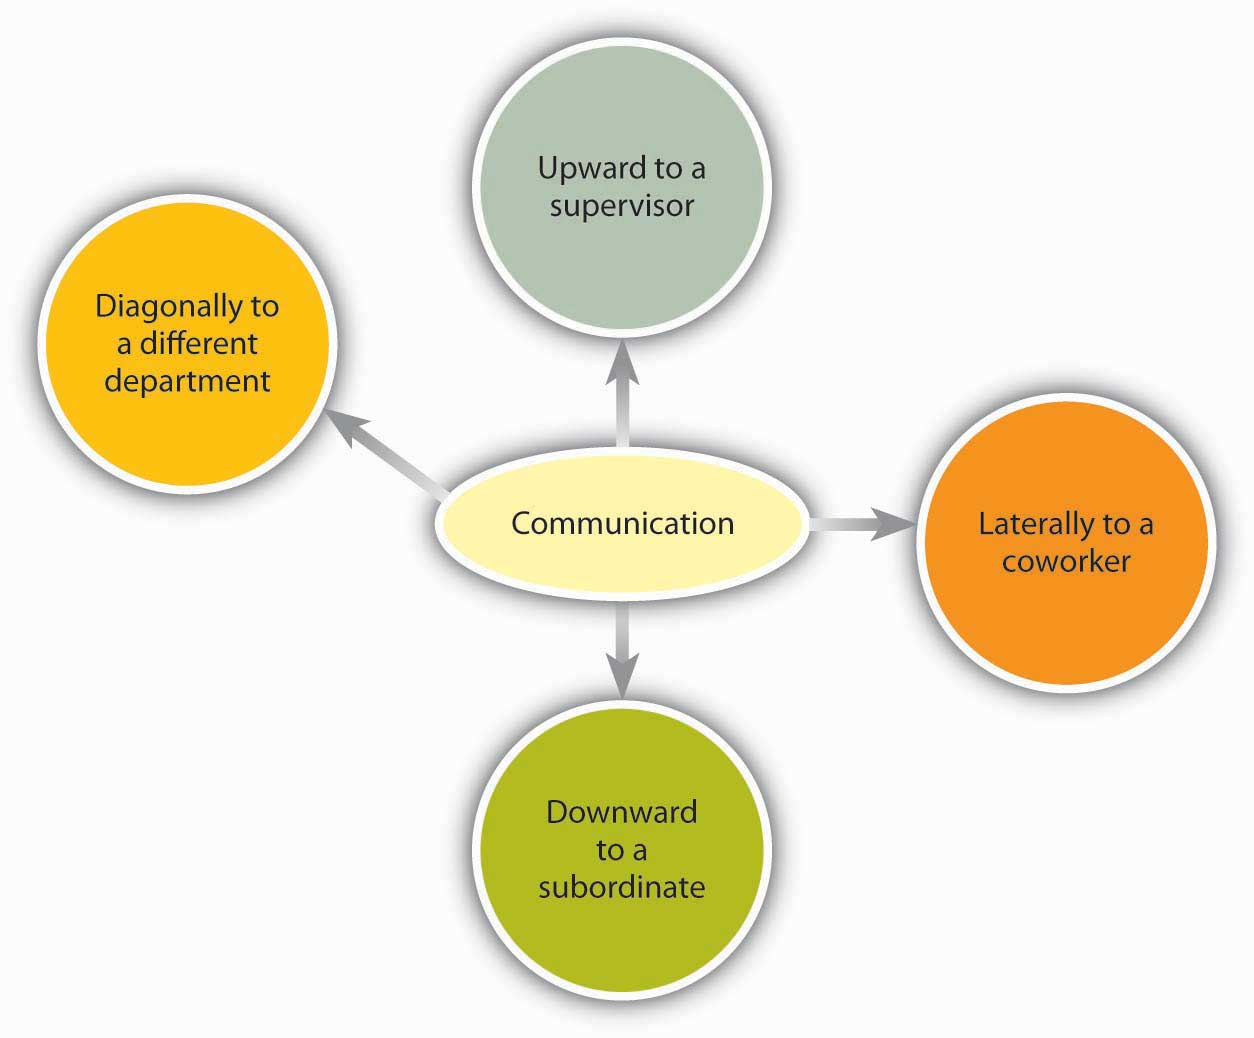 Upward to a
supervisor
Diagonally to
a different
department
Communication
Laterally to a
coworker
Downward
to a
subordinate